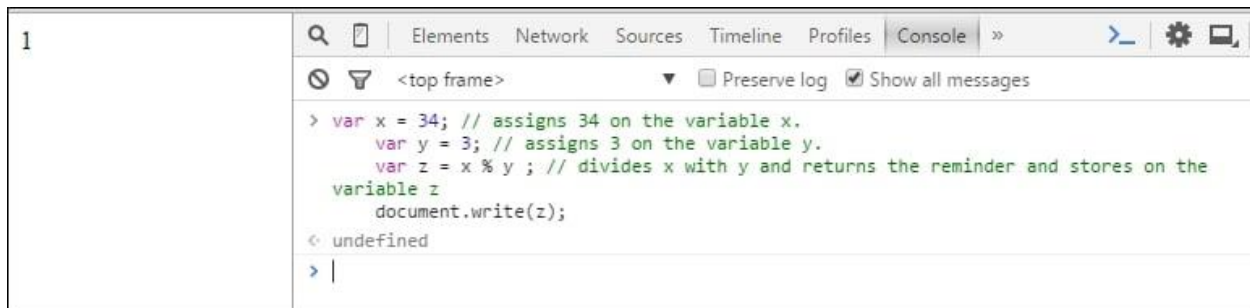 1
Elements Network Sources Timeline Profiles Console »
<top frame> Preserve log Show all messages
> var x = 34; // assigns 34 on the variable x.
var y = 3; // assigns 3 on the variable y.
var z = x % y ; // divides x with y and returns the reminder and stores on the
variable z
document.write(z);
undefined
>